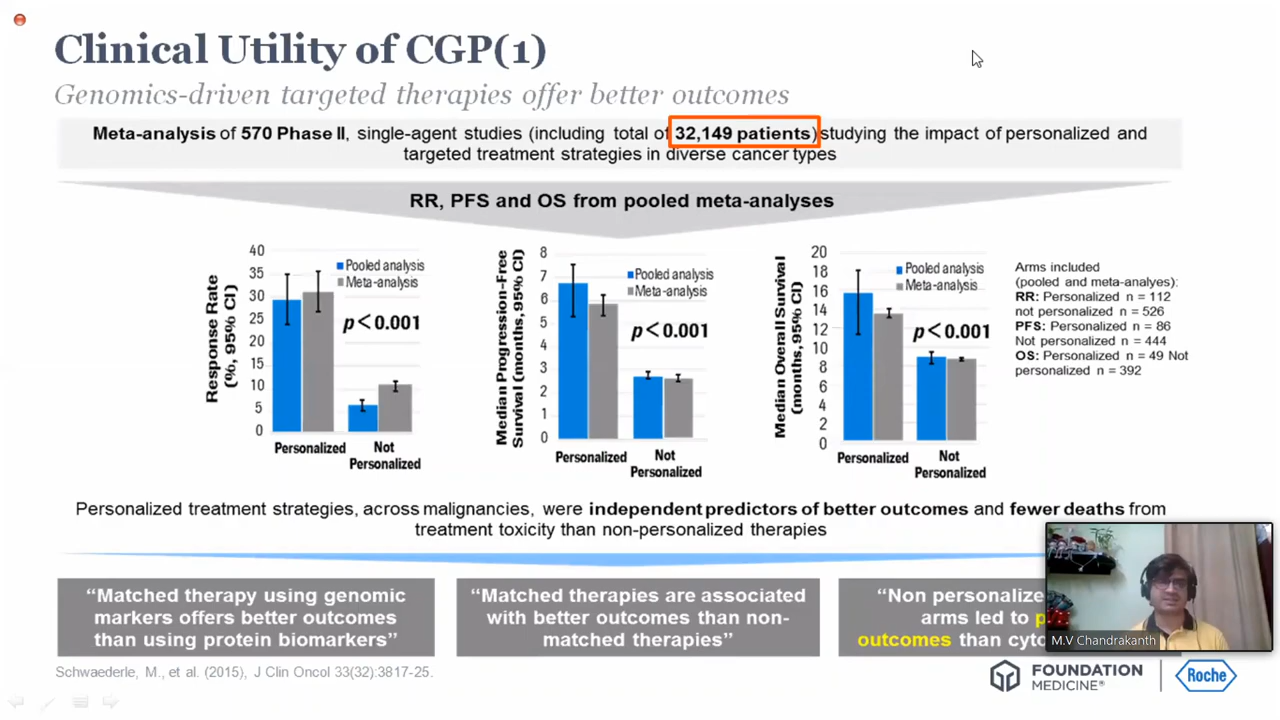 Clinical Utility of CGP(1)
Genomics-driven targeted therapies offer better outcomes
Meta-analysis of 570 Phase II, single-agent studies (including total of 32,149 patients) studying the impact of personalized and
targeted treatment strategies in diverse cancer types
RR, PFS and OS from pooled meta-analyses
Response Rate
(%, 95% CI)
40
35
30
25
20
15
10
5
0
Pooled analysis
Meta-analysis
p<0.001
Personalized
Not
Personalized
Median Progression-Free
Survival (months, 95% CI)
8
7
6
5
4
3
2
1
0
Pooled analysis
Meta-analysis
p<0.001
Personalized
Not
Personalized
Median Overall Survival
(months, 95% CI)
20
18
16
14
12
10
8
6
4
2
0
Pooled analysis
Meta-analysis
p<0.001
Personalized
Not
Personalized
Arms included
(pooled and meta-analyes):
RR: Personalized n = 112
not personalized n = 526
PFS: Personalized n = 86
Not personalized n = 444
OS: Personalized n = 49 Not
personalized n = 392
Personalized treatment strategies, across malignancies, were independent predictors of better outcomes and fewer deaths from
treatment toxicity than non-personalized therapies
“Matched therapy using genomic
markers offers better outcomes
than using protein biomarkers”
“Matched therapies are associated
with better outcomes than non-
matched therapies”
“Non personalize
arms led to
outcomes than
M.V Chandrakanth
Schwaederle, M., et al. (2015), J Clin Oncol 33(32):3817-25.
FOUNDATION
MEDICINE®
Roche